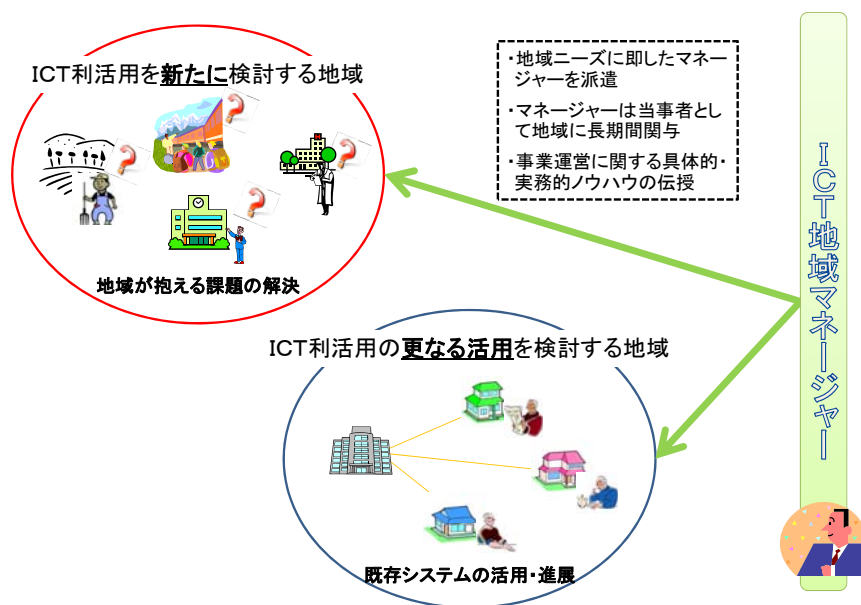 ICT利活用を新たに検討する地域
地域が抱える課題の解決
・地域ニーズに即したマネー
ジャーを派遣
・マネージャーは当事者とし
て地域に長期間関与
・事業運営に関する具体的・
実務的ノウハウの伝授
ICT地域マネージャー
ICT利活用の更なる活用を検討する地域
既存システムの活用・進展